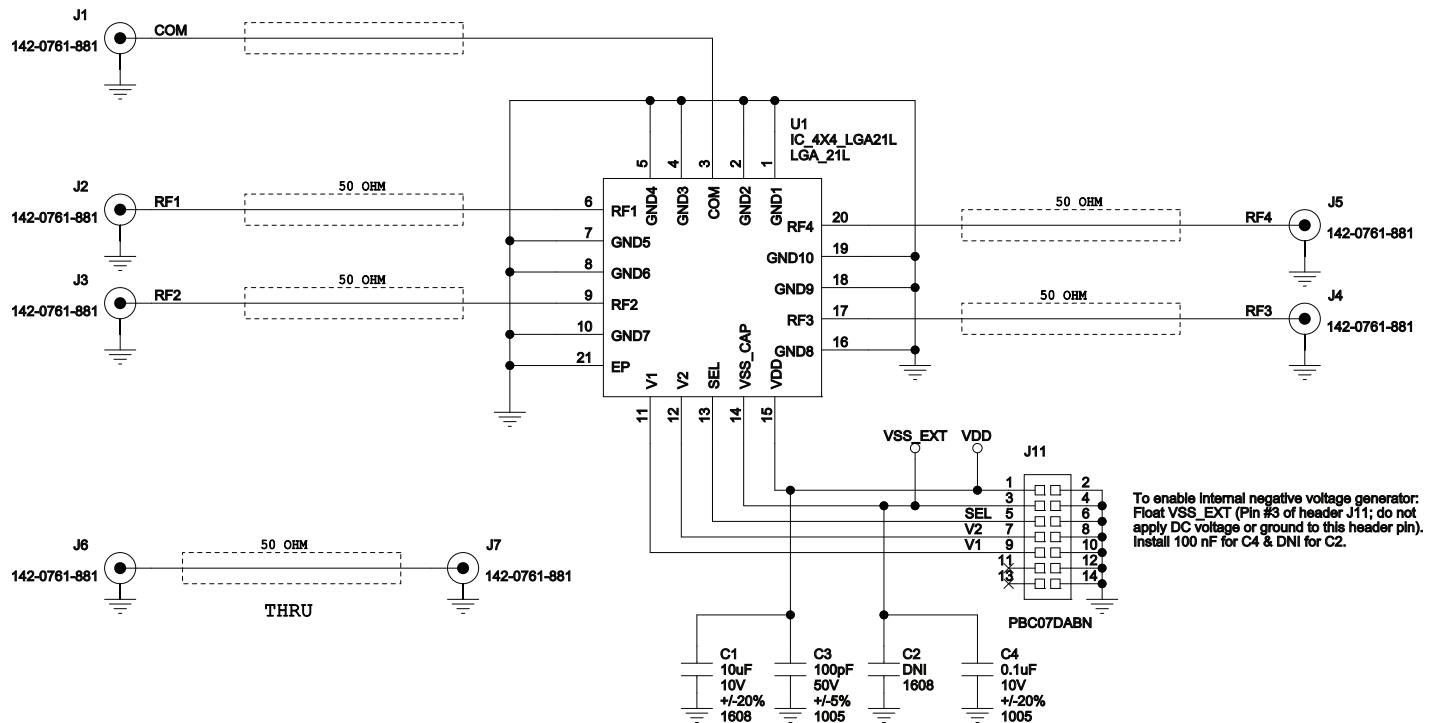 J1
142-0761-881
COM
U1
IC_4X4_LGA21L
LGA_21L
5
4
3
2
1
GND4
GND3
COM
GND2
GND1
J2
142-0761-881
RF1
50 OHM
6
RF1
7
GND5
8
GND6
J3
142-0761-881
RF2
50 OHM
9
RF2
10
GND7
21
EP
RF4
20
50 OHM
RF4
J5
142-0761-881
GND10
19
GND9
18
RF3
17
50 OHM
RF3
J4
142-0761-881
GND8
16
V1
V2
SEL
VSS_CAP
VDD
11
12
13
14
15
VSS_EXT
VDD
J11
1
2
3
4
SEL
5
6
V2
7
8
V1
9
10
11
12
13
14
PBC07DABN
To enable internal negative voltage generator:
Float VSS_EXT (Pin #3 of header J11; do not
apply DC voltage or ground to this header pin).
Install 100 nF for C4 & DNI for C2.
J6
142-0761-881
50 OHM
J7
142-0761-881
THRU
C1
10uF
10V
+/-20%
1608
C3
100pF
50V
+/-5%
1005
C2
DNI
1608
C4
0.1uF
10V
+/-20%
1005